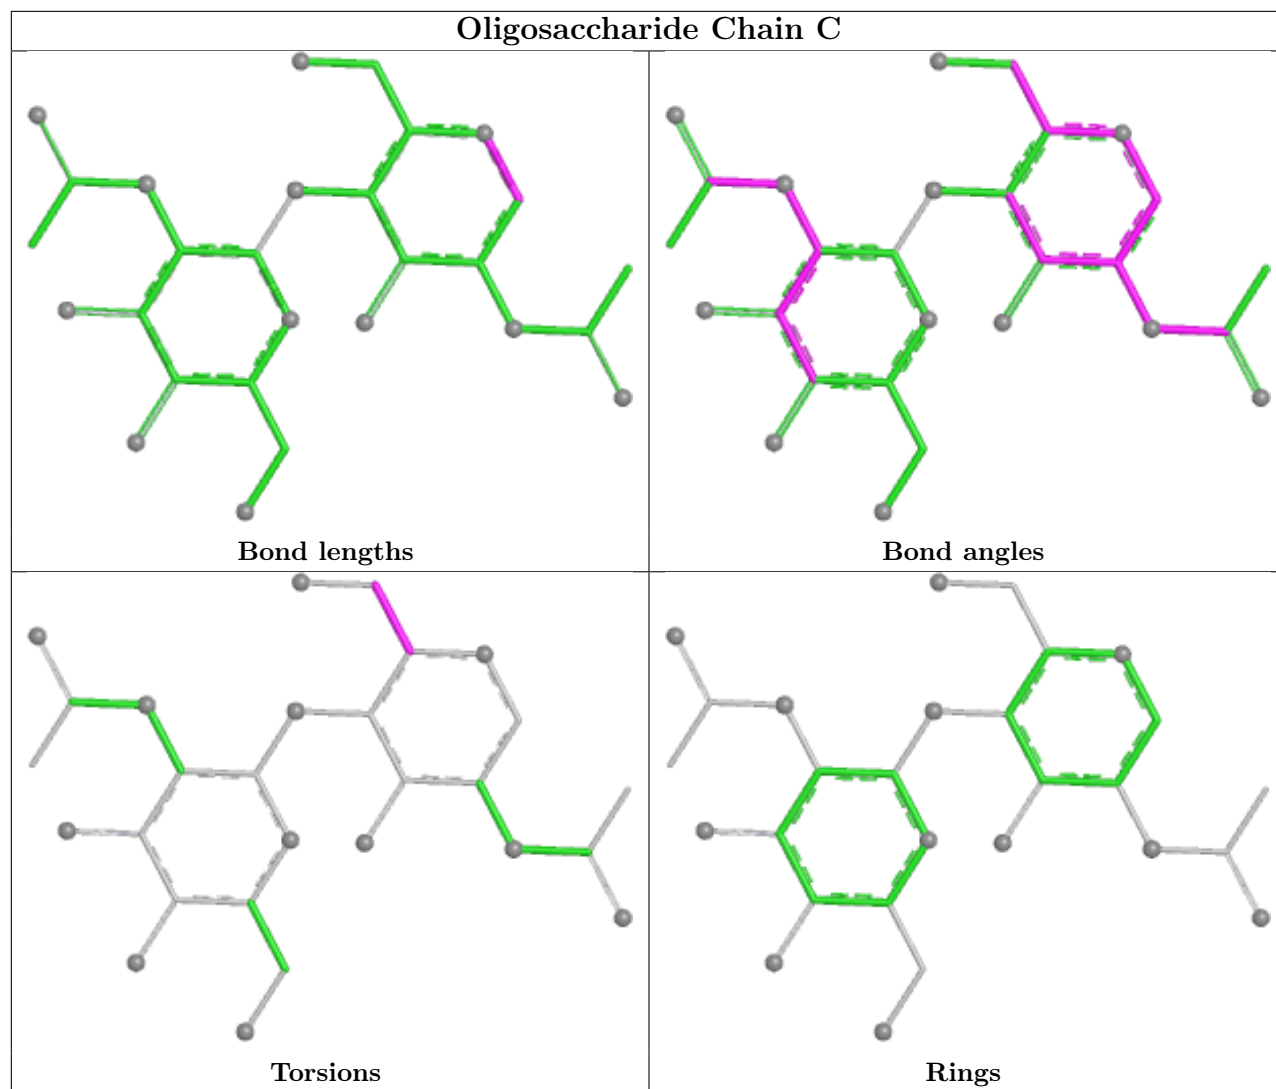 Oligosaccharide Chain C
Bond lengths
Bond angles
Torsions
Rings